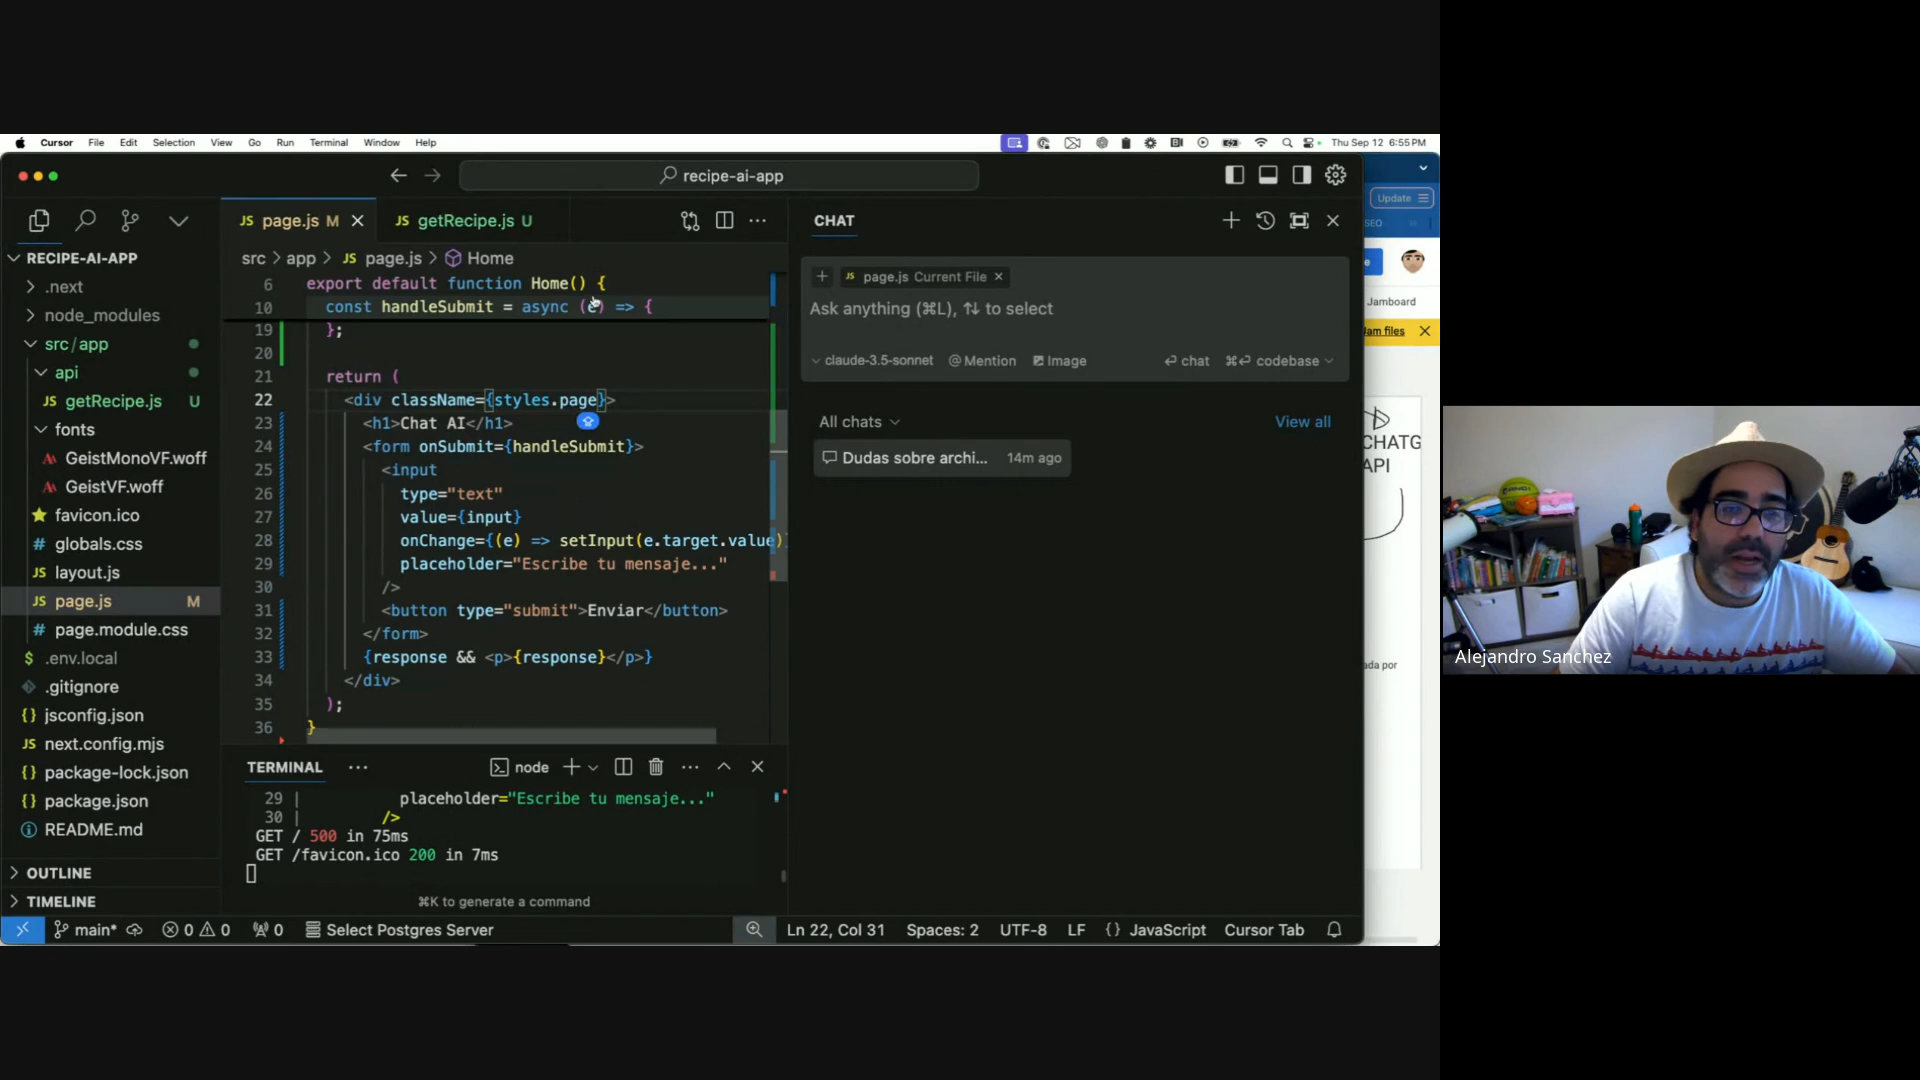 Cursor File Edit Selection View Go Run Terminal Window Help
Thu Sep 12 6:55 PM
recipe-ai-app
Update
SEO
Jamboard
Jam files
CHATG
API
ada por
RECIPE-AI-APP
.next
node_modules
src/app
api
JS getRecipe.js U
fonts
GeistMonoVF.woff
GeistVF.woff
favicon.ico
# globals.css
JS layout.js
JS page.js M
# page.module.css
$ .env.local
.gitignore
{} jsconfig.json
JS next.config.mjs
{} package-lock.json
{} package.json
README.md
OUTLINE
TIMELINE
JS page.js M
JS getRecipe.js U
src > app > JS page.js > Home
6 export default function Home() {
10 const handleSubmit = async (e) => {
19 };
20
21 return (
22 <div className={styles.page}>
23 <h1>Chat AI</h1>
24 <form onSubmit={handleSubmit}>
25 <input
26 type="text"
27 value={input}
28 onChange={(e) => setInput(e.target.value)}
29 placeholder="Escribe tu mensaje..."
30 />
31 <button type="submit">Enviar</button>
32 </form>
33 {response && <p>{response}</p>}
34 </div>
35 );
36 }
TERMINAL
node
29 | placeholder="Escribe tu mensaje..."
30 | />
GET / 500 in 75ms
GET /favicon.ico 200 in 7ms
⌘K to generate a command
CHAT
JS page.js Current File
Ask anything (⌘L), ↑↓ to select
claude-3.5-sonnet @ Mention Image
chat
codebase
All chats
View all
Dudas sobre archi... 14m ago
main* 0 0 0 Select Postgres Server
Ln 22, Col 31 Spaces: 2 UTF-8 LF {} JavaScript Cursor Tab
Alejandro Sanchez